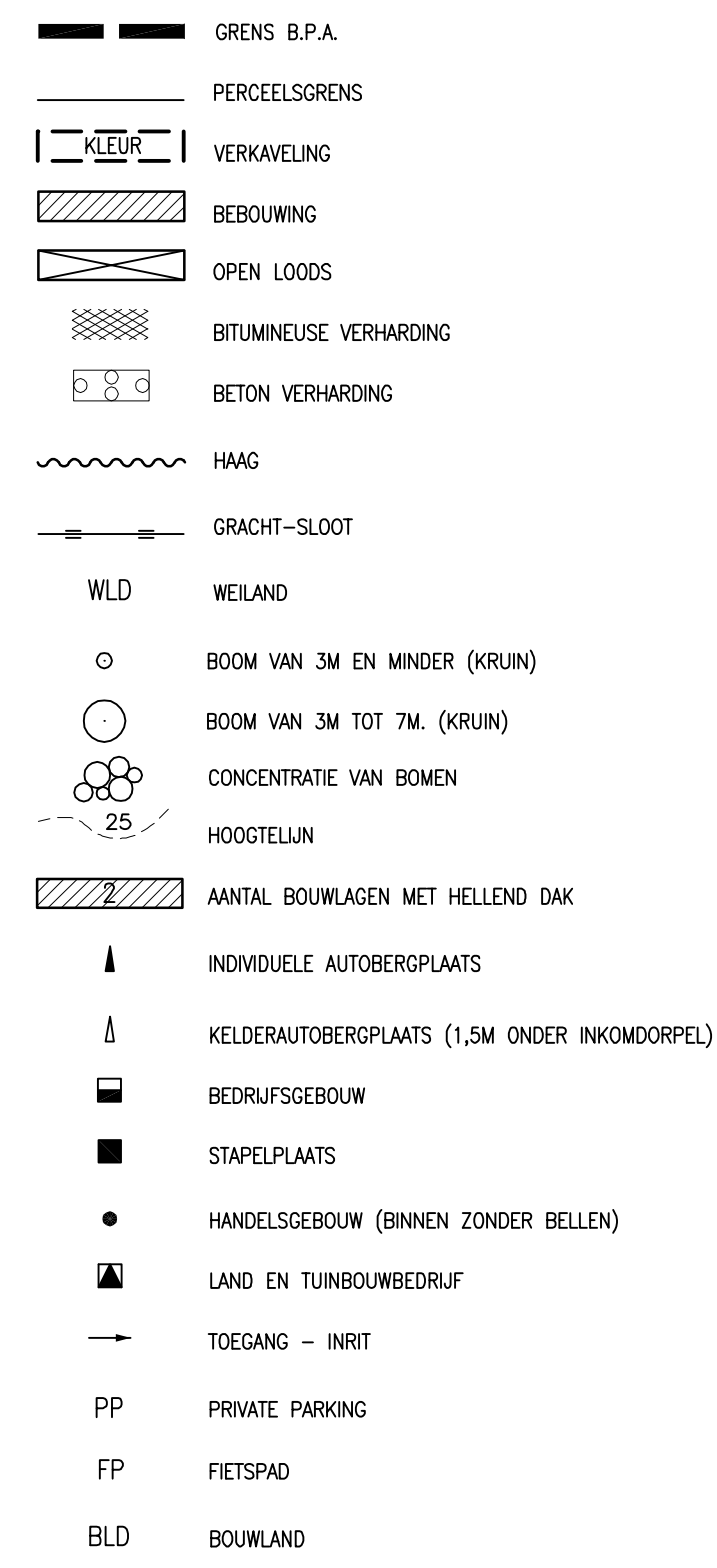 GRENS B.P.A.
PERCEELSGRENS
KLEUR VERKAVELING
BEBOUWING
OPEN LOODS
BITUMINEUSE VERHARDING
BETON VERHARDING
HAAG
GRACHT-SLOOT
WLD WEILAND
BOOM VAN 3M EN MINDER (KRUIN)
BOOM VAN 3M TOT 7M. (KRUIN)
CONCENTRATIE VAN BOMEN
25 HOOGTELIJN
2 AANTAL BOUWLAGEN MET HELLEND DAK
INDIVIDUELE AUTOBERGPLAATS
KELDERAUTOBERGPLAATS (1,5M ONDER INKOMDORPEL)
BEDRIJFSGEBOUW
STAPELPLAATS
HANDELSGEBOUW (BINNEN ZONDER BELLEN)
LAND EN TUINBOUWBEDRIJF
TOEGANG - INRIT
PP PRIVATE PARKING
FP FIETSPAD
BLD BOUWLAND